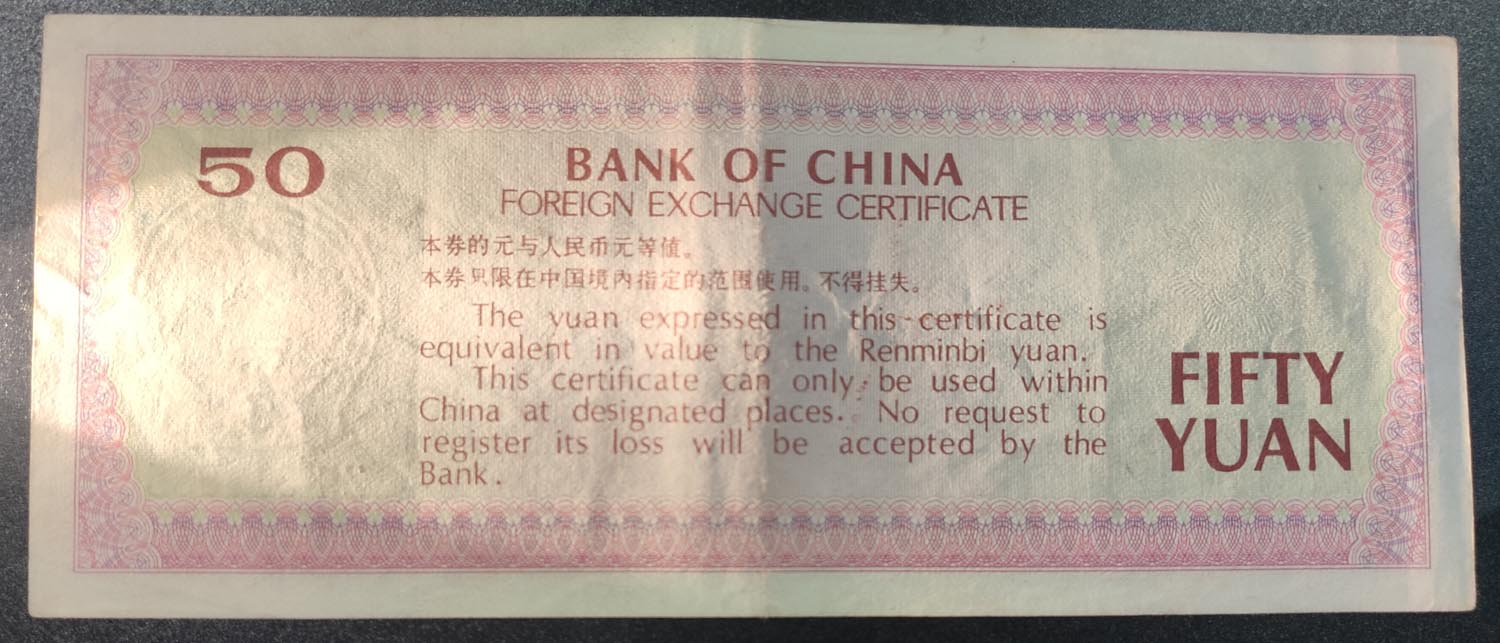 50
BANK OF CHINA
FOREIGN EXCHANGE CERTIFICATE
本券的元与人民币元等值。
本券只限在中国境内指定的范围使用。不得挂失。
The yuan expressed in this certificate is
equivalent in value to the Renminbi yuan.
This certificate can only be used within
China at designated places. No request to
register its loss will be accepted by the
Bank.
FIFTY
YUAN